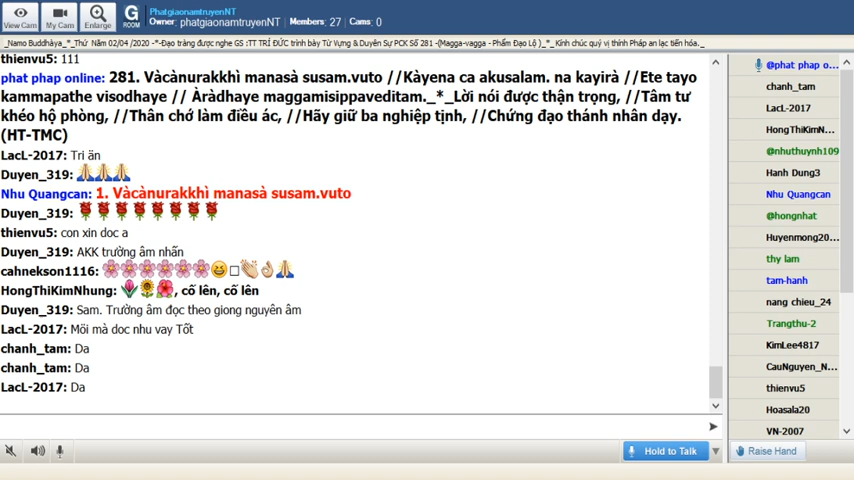 View Cam
My Cam
Enlarge
G
ROOM
PhatgiaonamtruyenNT
Owner: phatgiaonamtruyenNT | Members: 27 | Cams: 0
_Namo Buddhàya_*_Thứ Năm 02/04 /2020 -*-Đạo tràng được nghe GS :TT TRÍ ĐỨC trình bày Từ Vựng & Duyên Sự PCK Số 281 -(Magga-vagga - Phẩm Đạo Lộ )_*_ Kính chúc quý vị thính Pháp an lạc tiến hóa._
thienvu5: 111
phat phap online: 281. Vàcànurakkhì manasà susam.vuto //Kàyena ca akusalam. na kayirà //Ete tayo
kammapathe visodhaye // Àràdhaye maggamisippaveditam._*_Lời nói được thận trọng, //Tâm tư
khéo hộ phòng, //Thân chớ làm điều ác, //Hãy giữ ba nghiệp tịnh, //Chứng đạo thánh nhân dạy.
(HT-TMC)
LacL-2017: Tri ân
Duyen_319: 🙏🙏🙏
Nhu Quangcan: 1. Vàcànurakkhì manasà susam.vuto
Duyen_319: 🌹🌹🌹🌹🌹🌹🌹🌹
thienvu5: con xin doc a
Duyen_319: AKK trường âm nhấn
cahnekson1116: 🌸🌸🌸🌸🌸🌸😆□👏👌🙏
HongThiKimNhung: 🌷🌻🌺, cố lên, cố lên
Duyen_319: Sam. Trường âm đọc theo giong nguyên âm
LacL-2017: Mỗi mà doc nhu vay Tốt
chanh_tam: Da
chanh_tam: Da
LacL-2017: Da
Hold to Talk
@phat phap o...
chanh_tam
LacL-2017
HongThiKimN...
@nhuthuynh109
Hanh Dung3
Nhu Quangcan
@hongnhat
Huyenmong20...
thy lam
tam-hanh
nang chieu_24
Trangthu-2
KimLee4817
CauNguyen_N...
thienvu5
Hoasala20
VN-2007
Raise Hand